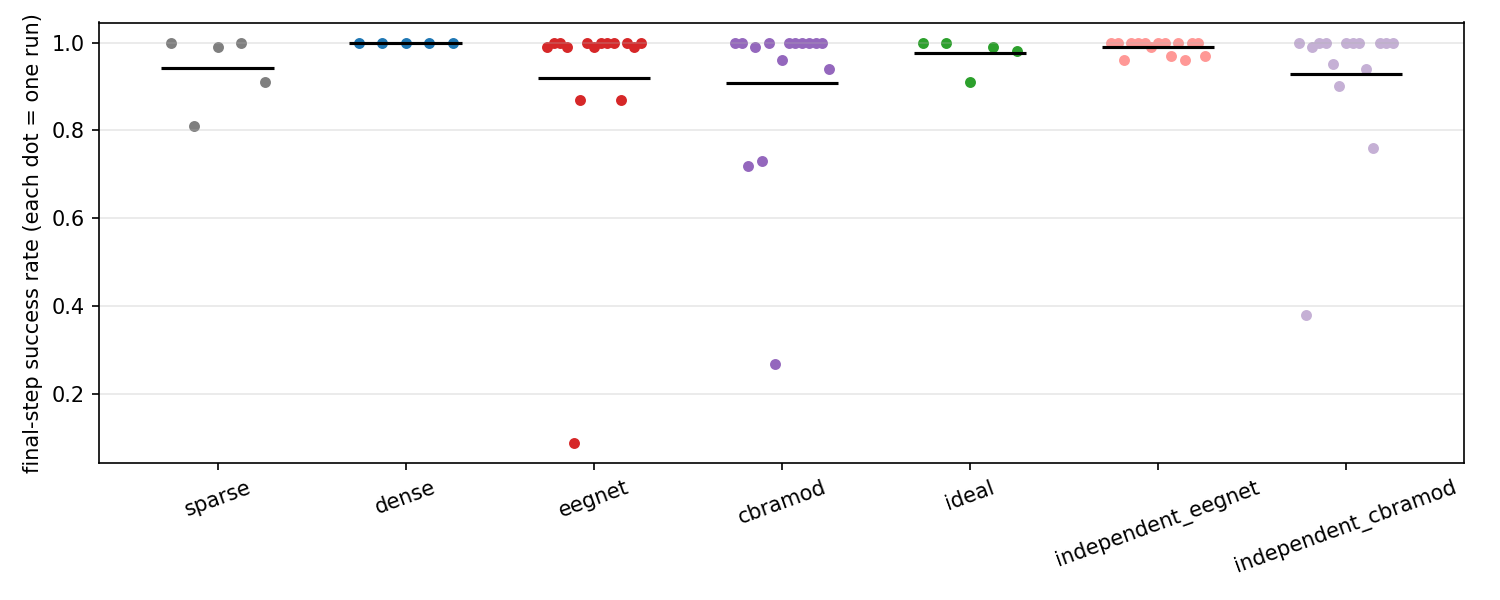 final-step success rate (each dot = one run)
1.0
0.8
0.6
0.4
0.2
sparse
dense
eegnet
cbramod
ideal
independent_eegnet
independent_cbramod